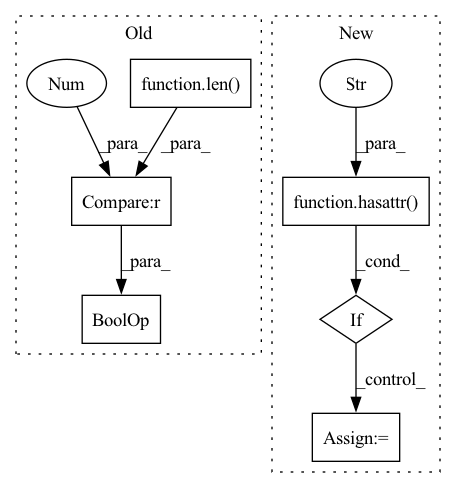 Old
New
Num
function.len()
Str
_para_
_para_
_para_
Compare:r
function.hasattr()
_para_
_cond_
BoolOp
If
_control_
Assign:=